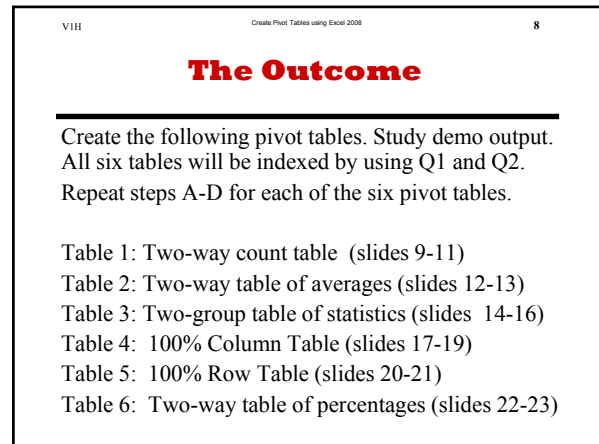 V1H Create Pivot Tables using Excel 2008 8
The Outcome
Create the following pivot tables. Study demo output.
All six tables will be indexed by using Q1 and Q2.
Repeat steps A-D for each of the six pivot tables.
Table 1: Two-way count table (slides 9-11)
Table 2: Two-way table of averages (slides 12-13)
Table 3: Two-group table of statistics (slides 14-16)
Table 4: 100% Column Table (slides 17-19)
Table 5: 100% Row Table (slides 20-21)
Table 6: Two-way table of percentages (slides 22-23)